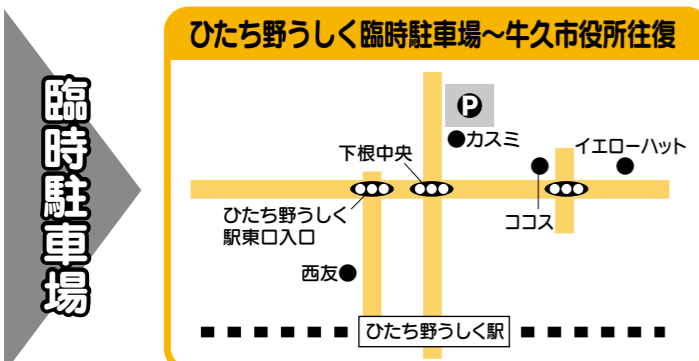 臨時駐車場
ひたち野うしく臨時駐車場～牛久市役所往復
P
カスミ
下根中央
イエローハット
ひたち野うしく
駅東口入口
ココス
西友
ひたち野うしく駅